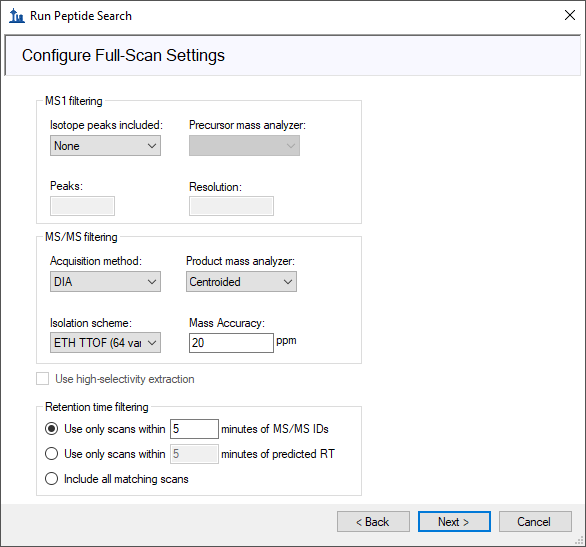 Run Peptide Search
Configure Full-Scan Settings
MS1 filtering
Isotope peaks included: Precursor mass analyzer:
None
Peaks: Resolution:
MS/MS filtering
Acquisition method: Product mass analyzer:
DIA Centroided
Isolation scheme: Mass Accuracy:
ETH TTOF (64 var 20 ppm
Use high-selectivity extraction
Retention time filtering
Use only scans within 5 minutes of MS/MS IDs
Use only scans within 5 minutes of predicted RT
Include all matching scans
< Back Next > Cancel